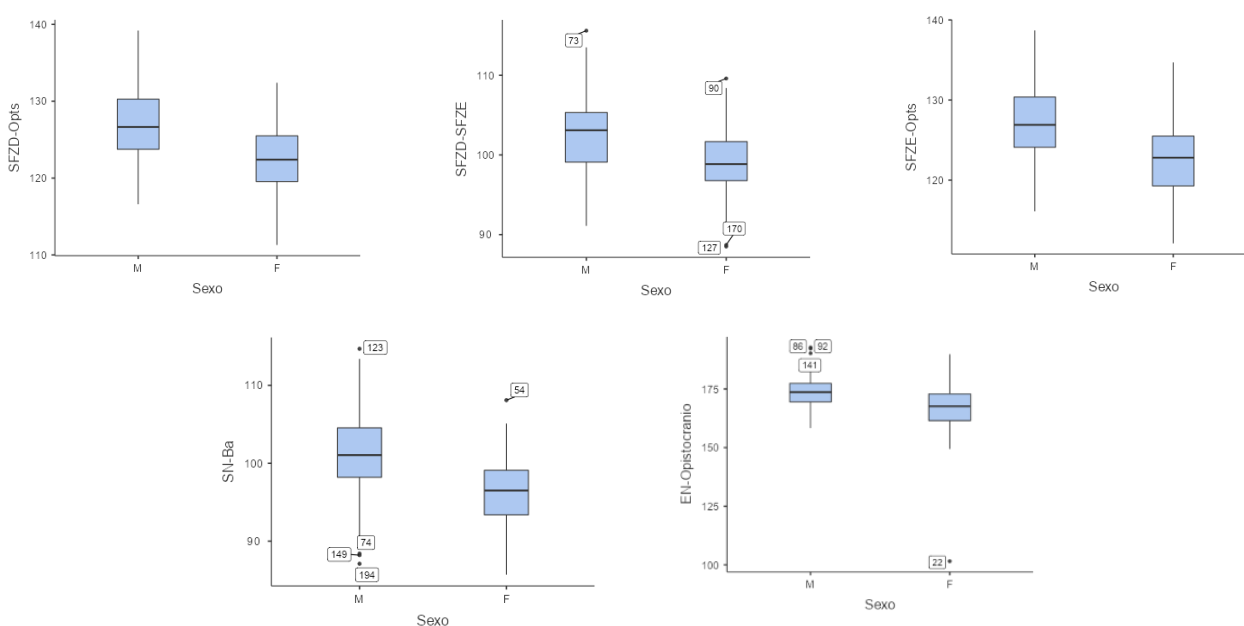 SFZD-Opts
140
130
120
110
M
F
Sexo
SFZD-SFZE
110
100
90
73
90
170
127
M
F
Sexo
SFZE-Opts
140
130
120
M
F
Sexo
SN-Ba
110
100
90
123
54
74
149
194
M
F
Sexo
EN-Opistocranio
175
150
125
100
86
92
141
22
M
F
Sexo